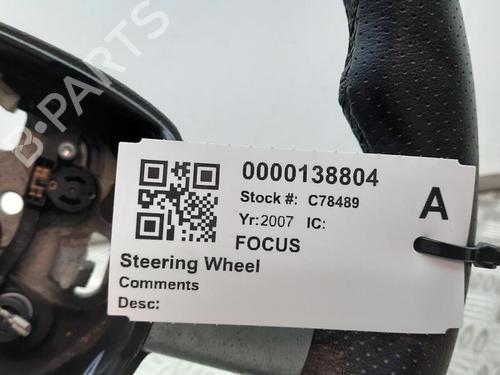 B-PARTS
0000138804
Stock #: C78489
A
Yr:2007 IC:
FOCUS
Steering Wheel
Comments
Desc: